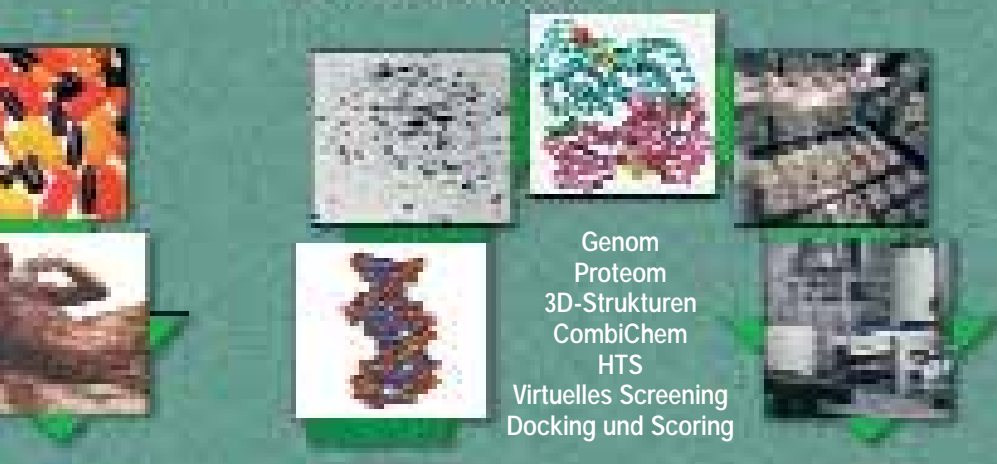 Genom
Proteom
3D-Strukturen
CombiChem
HTS
Virtuelles Screening
Docking und Scoring